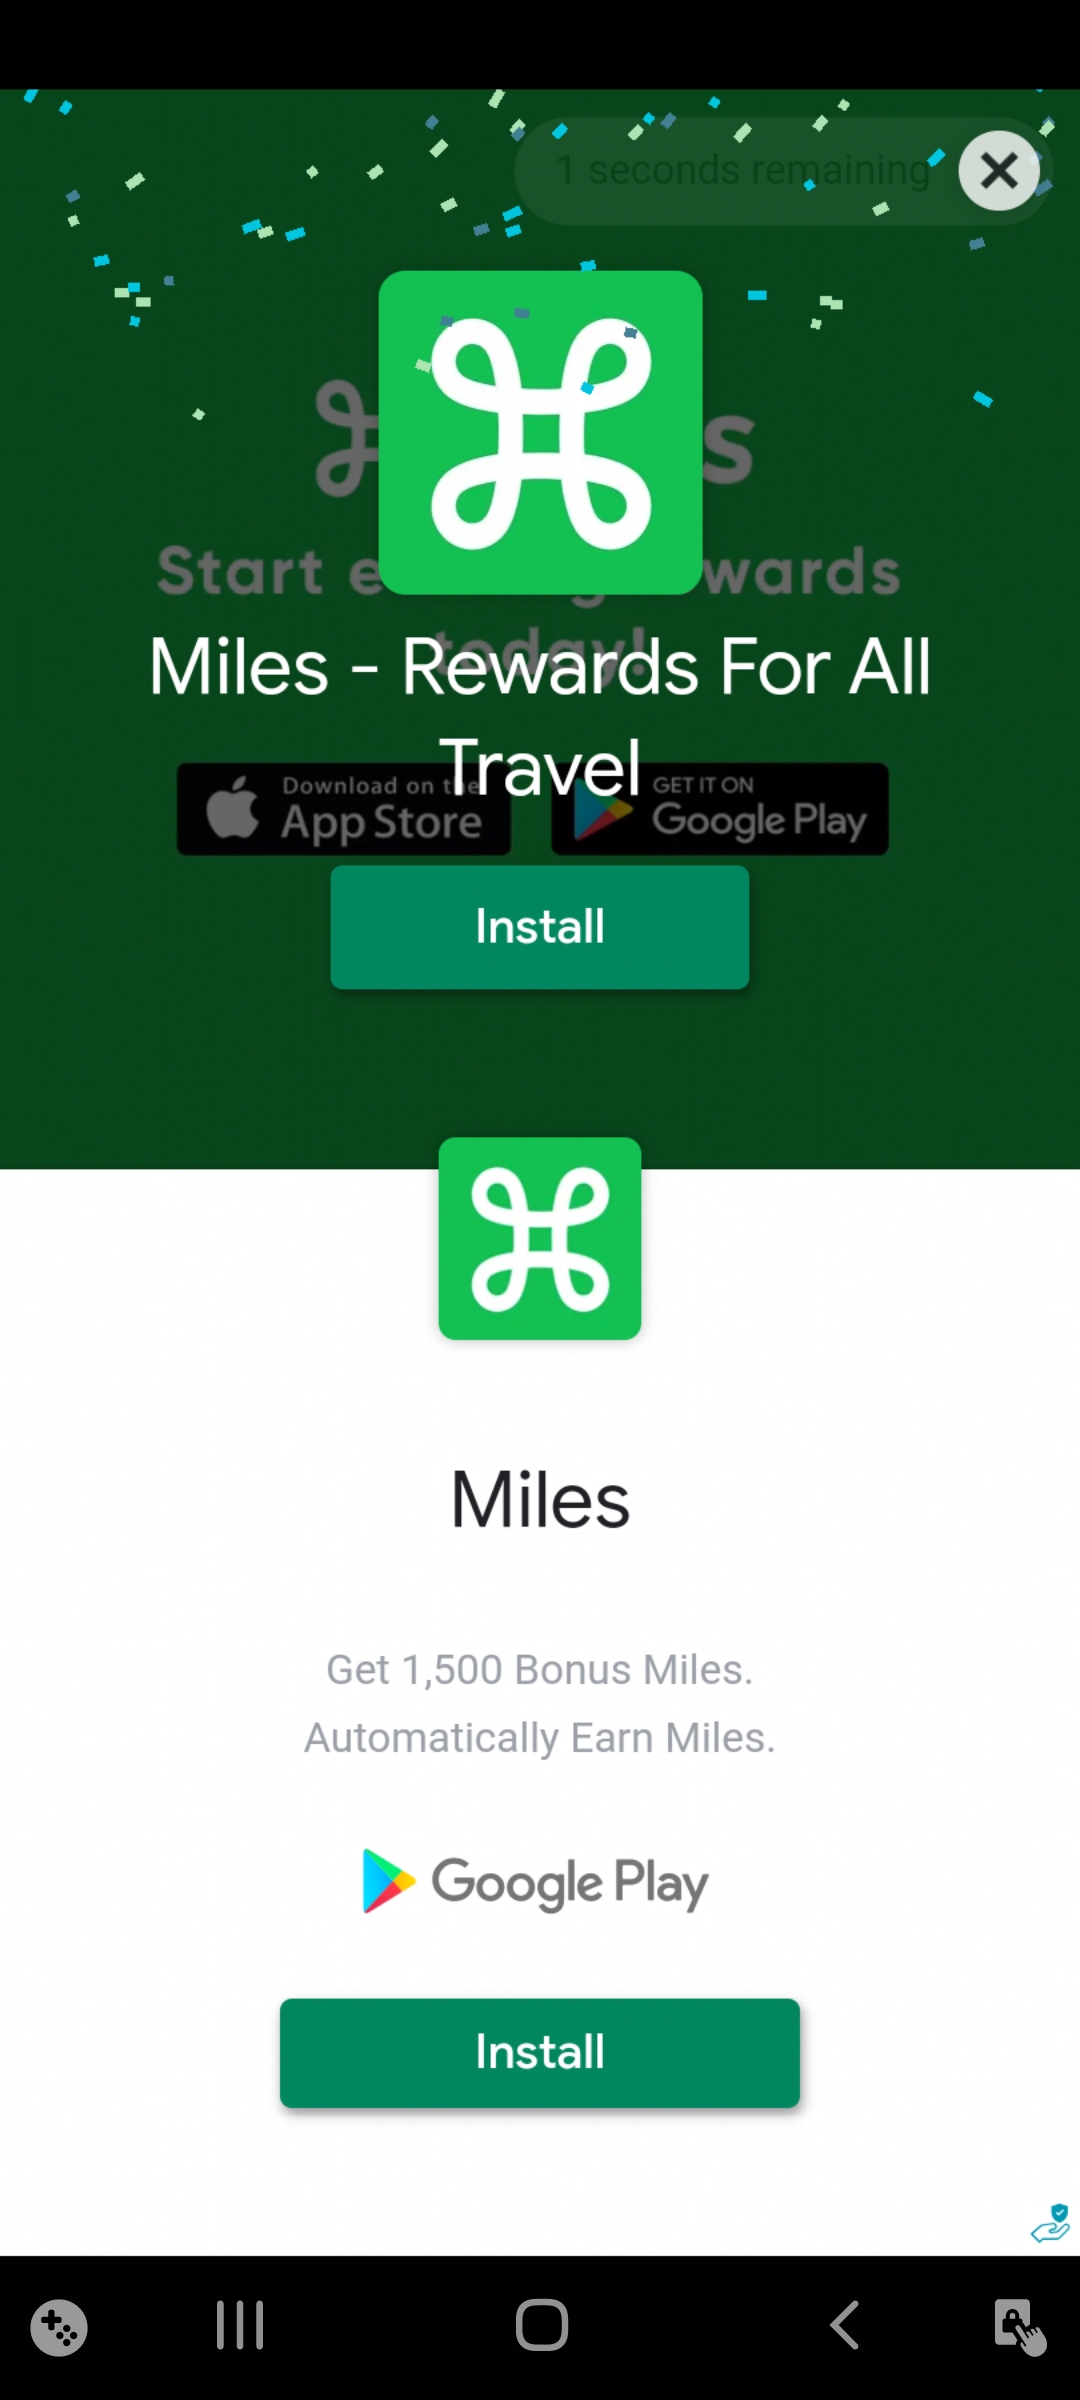 1 seconds remaining
s
Start e wards
today!
Miles - Rewards For All
Travel
Download on the
App Store
GET IT ON
Google Play
Install
Miles
Get 1,500 Bonus Miles.
Automatically Earn Miles.
Google Play
Install